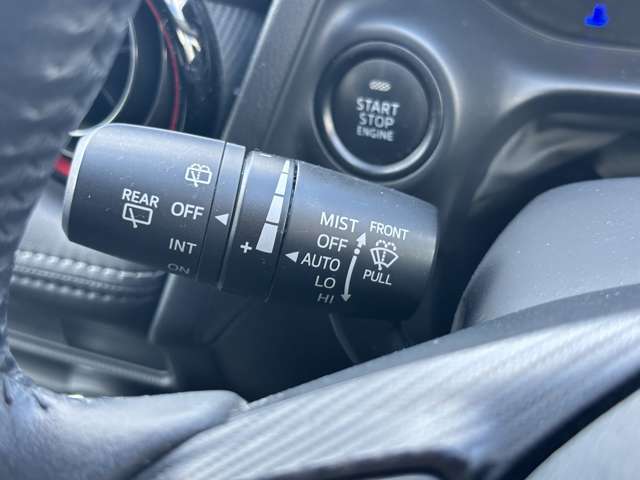 START
STOP
ENGINE
REAR
OFF
INT
ON
+
MIST
OFF
AUTO
LO
HI
FRONT
PULL